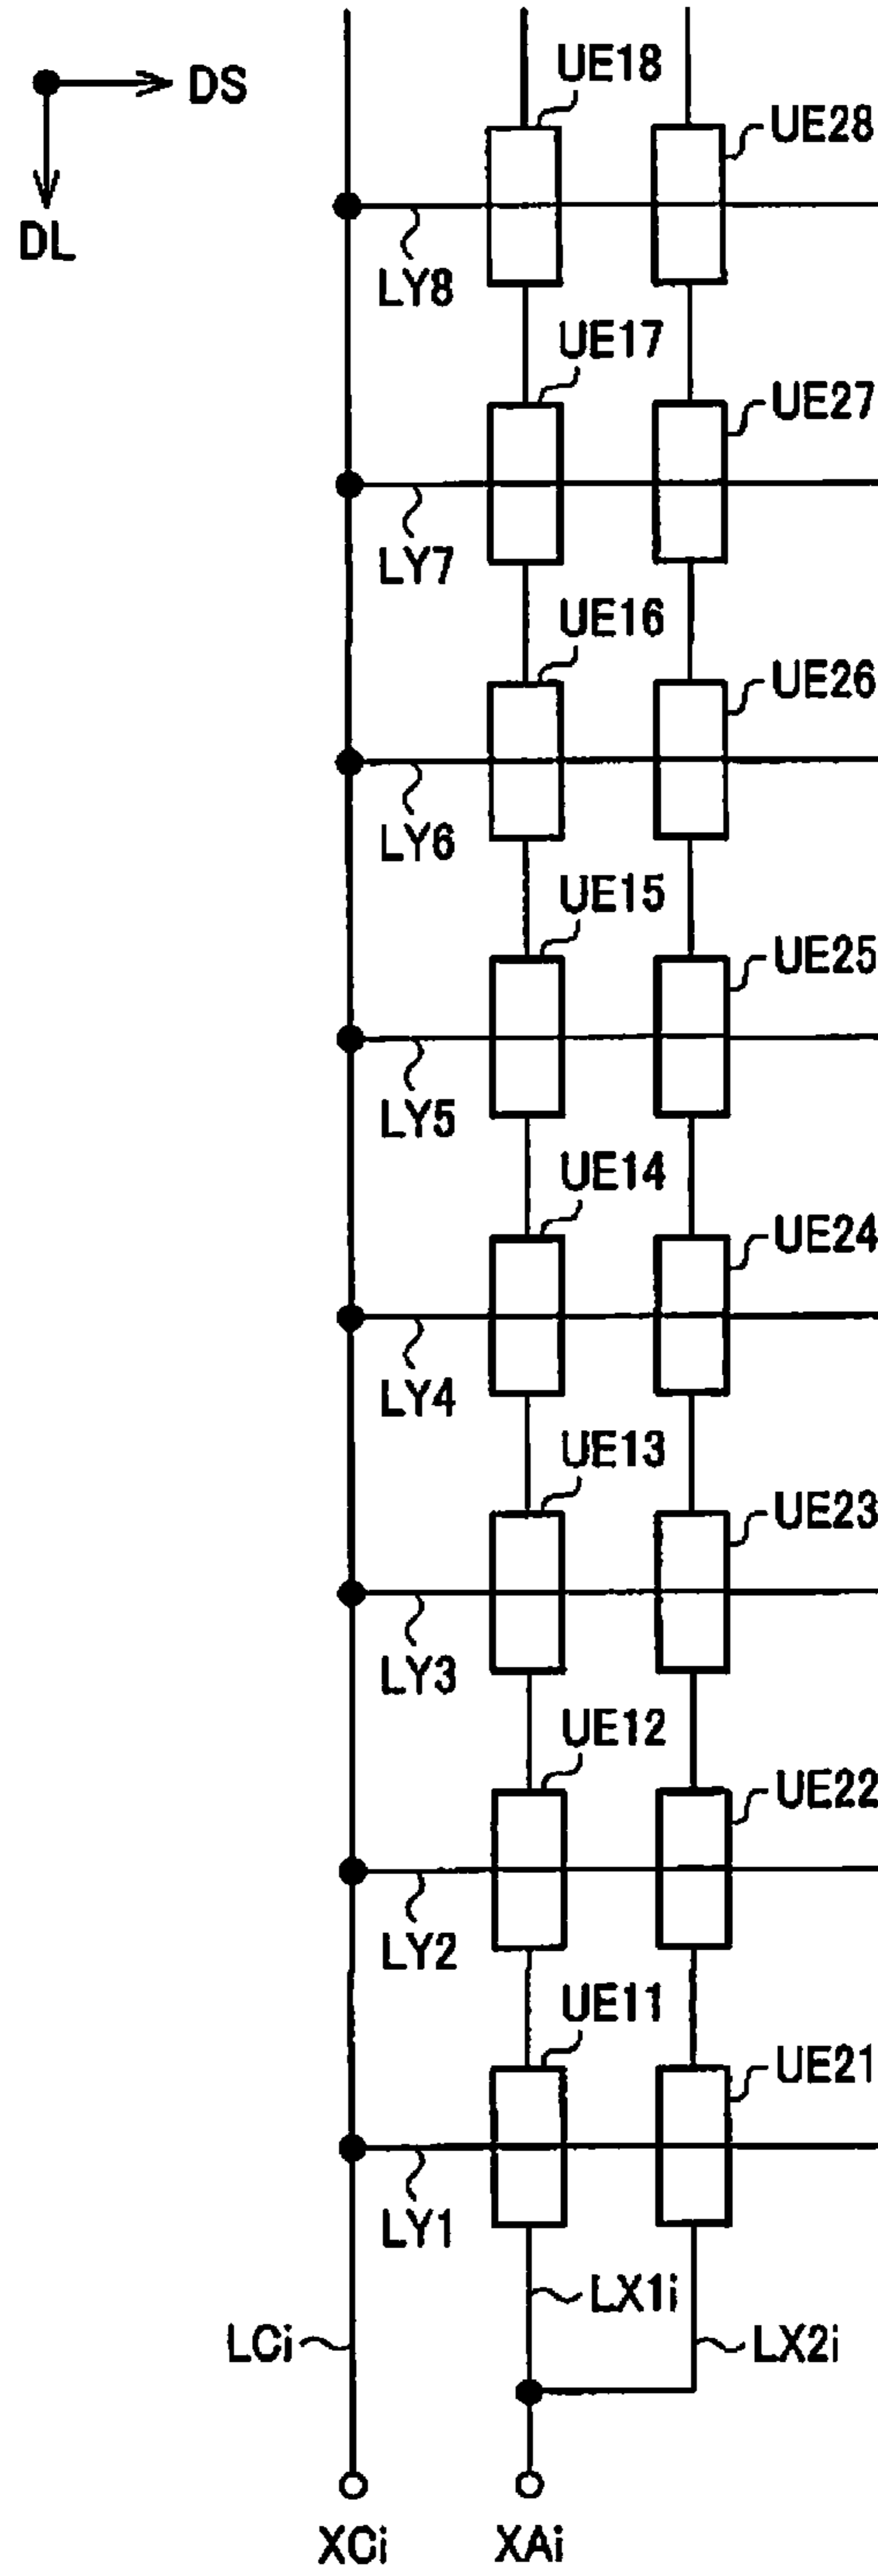 DS
DL
UE18
UE28
LY8
UE17
UE27
LY7
UE16
UE26
LY6
UE15
UE25
LY5
UE14
UE24
LY4
UE13
UE23
LY3
UE12
UE22
LY2
UE11
UE21
LY1
LX1i
LCi
LX2i
XCi
XAi